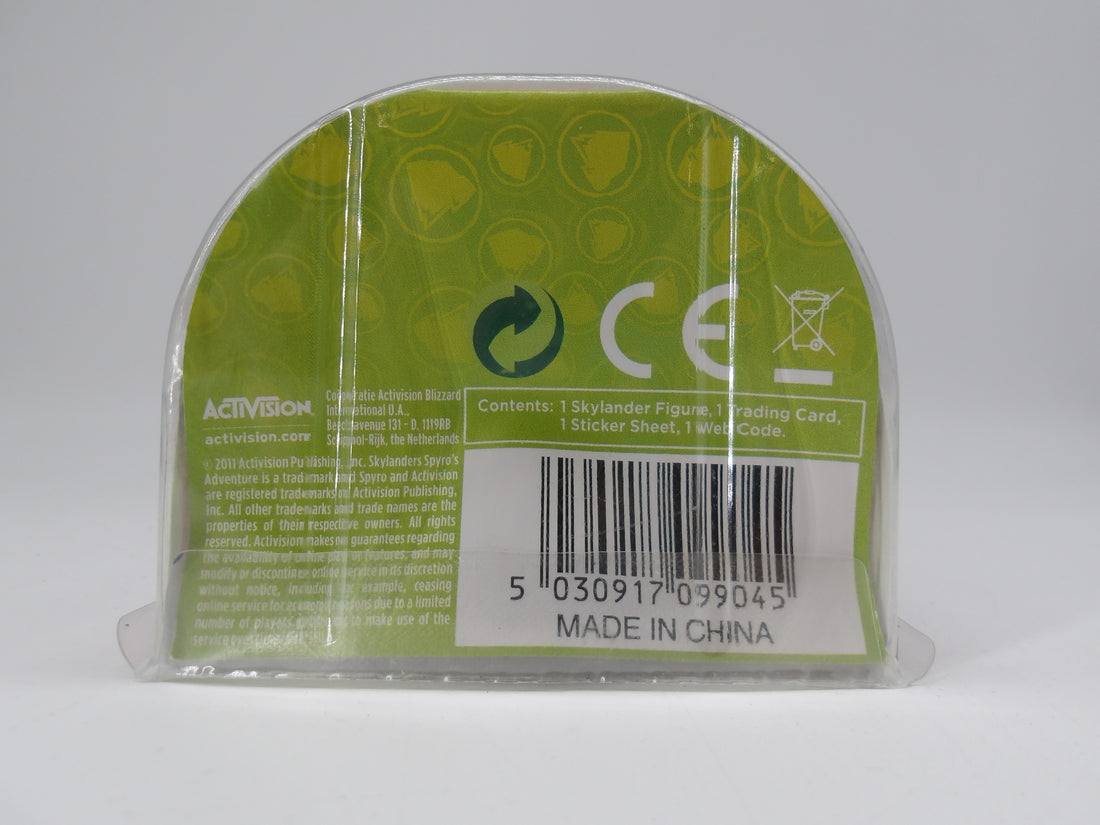 CE
ACTIVISION
activision.com
Coöperatie Activision Blizzard
International U.A.,
Beechavenue 131 - D. 1119RB
Schiphol-Rijk, the Netherlands
Contents: 1 Skylander Figure, 1 Trading Card,
1 Sticker Sheet, 1 Web Code.
© 2011 Activision Publishing, Inc. Skylanders Spyro's
Adventure is a trademark and Spyro and Activision
are registered trademarks of Activision Publishing,
Inc. All other trademarks and trade names are the
properties of their respective owners. All rights
reserved. Activision makes no guarantees regarding
the availability of online play or features, and may
modify or discontinue online service in its discretion
without notice, including for example, ceasing
online service for economic reasons due to a limited
number of players to make use of the
service
5 030917 099045
MADE IN CHINA